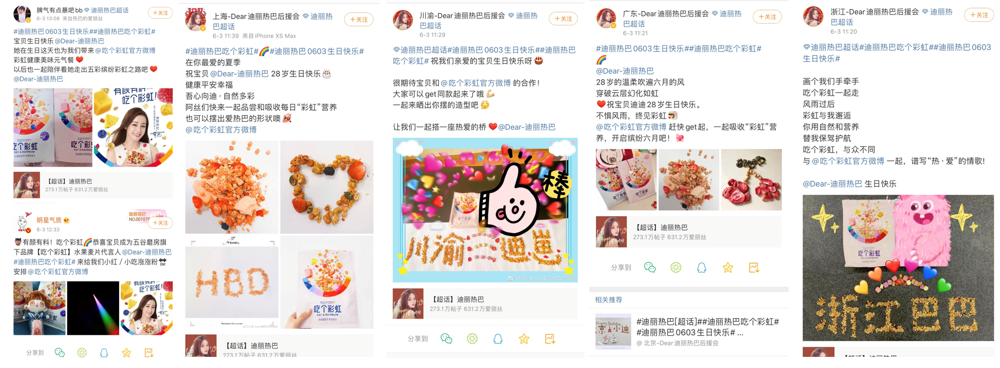 脾气有点暴吧bb 迪丽热巴超话
6-3 13:08 来自热巴的爱丽丝
+关注
#迪丽热巴0603生日快乐##迪丽热巴吃个彩虹#
宝贝生日快乐@Dear-迪丽热巴
她在生日这天也为我们带来@吃个彩虹官方微博
彩虹健康美味元气餐
以后也一起陪伴着她走出五彩缤纷彩虹之路吧
@Dear-迪丽热巴
吃个彩虹
EAT A RAINBOW
有颜有料！
吃个彩虹！
【超话】迪丽热巴
273.1万帖子 631.2万爱丽丝
明星气质
6-3 12:33
迪丽热巴
NO.00107
+关注
有颜有料！吃个彩虹🌈恭喜宝贝成为五谷磨房旗
下品牌【吃个彩虹】水果麦片代言人@Dear-迪丽热巴
#迪丽热巴吃个彩虹# 来给我们小红 / 小吃涨涨粉
安排@吃个彩虹官方微博
有颜有料！
吃个彩虹！
分享到
上海-Dear迪丽热巴后援会 迪丽热
巴超话
6-3 11:39 来自iPhone XS Max
+关注
#迪丽热巴吃个彩虹#🌈#迪丽热巴0603生日快乐#
在你最爱的夏季
祝宝贝@Dear-迪丽热巴 28岁生日快乐
健康平安幸福
吾心向迪 · 自然多彩
阿丝们快来一起品尝和吸收每日“彩虹”营养
也可以摆出爱热巴的形状噢
@吃个彩虹官方微博
TRAVEL
HBD
Remember this moment
吃个彩虹
EAT A RAINBOW
【超话】迪丽热巴
273.1万帖子 631.2万爱丽丝
川渝-Dear迪丽热巴后援会 迪丽热
巴超话
6-3 11:29
+关注
迪丽热巴超话#迪丽热巴0603生日快乐##迪丽热巴
吃个彩虹# 祝我们亲爱的宝贝生日快乐呀
很期待宝贝和@吃个彩虹官方微博 的合作！
大家可以get同款起来了哦
一起来晒出你摆的造型吧
让我们一起搭一座热爱的桥 @Dear-迪丽热巴
棒
吃个彩虹
川渝 迪
【超话】迪丽热巴
273.1万帖子 631.2万爱丽丝
分享到
广东-Dear迪丽热巴后援会 迪丽热
巴超话
6-3 11:21
+关注
#迪丽热巴0603生日快乐##迪丽热巴吃个彩虹#
🌈
@Dear-迪丽热巴
28岁的温柔吹遍六月的风
穿破云层幻化如虹
祝宝贝迪迪28岁生日快乐。
不惧风雨，终见彩虹
@吃个彩虹官方微博 赶快get起，一起吸收“彩虹”营
养，开启缤纷六月吧！
吃个彩虹
【超话】迪丽热巴
273.1万帖子 631.2万爱丽丝
分享到
相关推荐
Happy Birthday
京 小迪
#迪丽热巴[超话]##迪丽热巴吃个彩虹#
#迪丽热巴0603生日快乐# ...
@ 北京-Dear迪丽热巴后援会
浙江-Dear迪丽热巴后援会 迪丽热
巴超话
6-3 11:20
+关注
迪丽热巴超话#迪丽热巴吃个彩虹##迪丽热巴0603
生日快乐#
画个我们手牵手
吃个彩虹一起走
风雨过后
彩虹与我邂逅
你用自然和营养
替我保驾护航
吃个彩虹，与众不同
与@吃个彩虹官方微博 一起，谱写“热 · 爱”的情歌！
@Dear-迪丽热巴 生日快乐
吃个彩虹
EAT A RAINBOW
浙江巴巴